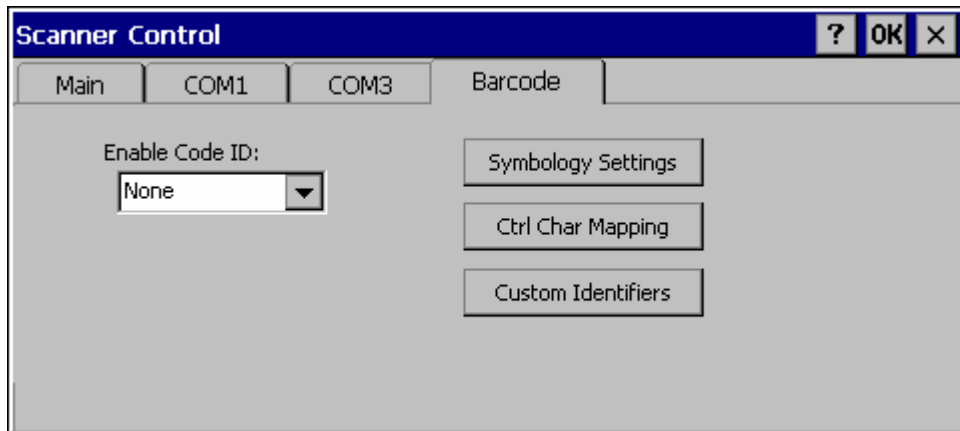 Scanner Control ? OK ×
Main COM1 COM3 Barcode
Enable Code ID:
None
Symbology Settings
Ctrl Char Mapping
Custom Identifiers